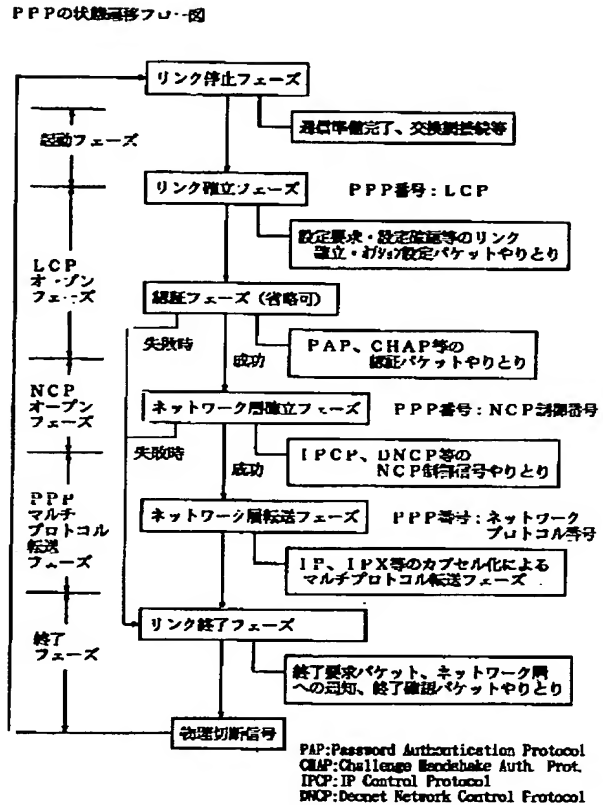 PPPの状態遷移フロー図
リンク停止フェーズ
通信準備完了、交換網接続等
起動フェーズ
リンク確立フェーズ
PPP番号:LCP
設定要求・設定確認等のリンク
確立・オプション設定パケットやりとり
LCP
オープン
フェーズ
認証フェーズ(省略可)
失敗時
成功
PAP、CHAP等の
認証パケットやりとり
NCP
オープン
フェーズ
ネットワーク層確立フェーズ
PPP番号:NCP制御番号
失敗時
成功
IPCP、DNCP等の
NCP制御信号やりとり
PPP
マルチ
プロトコル
転送
フェーズ
ネットワーク層転送フェーズ
PPP番号:ネットワーク
プロトコル番号
IP、IPX等のカプセル化による
マルチプロトコル転送フェーズ
リンク終了フェーズ
終了
フェーズ
終了要求パケット、ネットワーク層
への通知、終了確認パケットやりとり
物理切断信号
PAP:Password Authentication Protocol
CHAP:Challenge Handshake Auth. Prot.
IPCP:IP Control Protocol
DNCP:Decnet Network Control Protocol